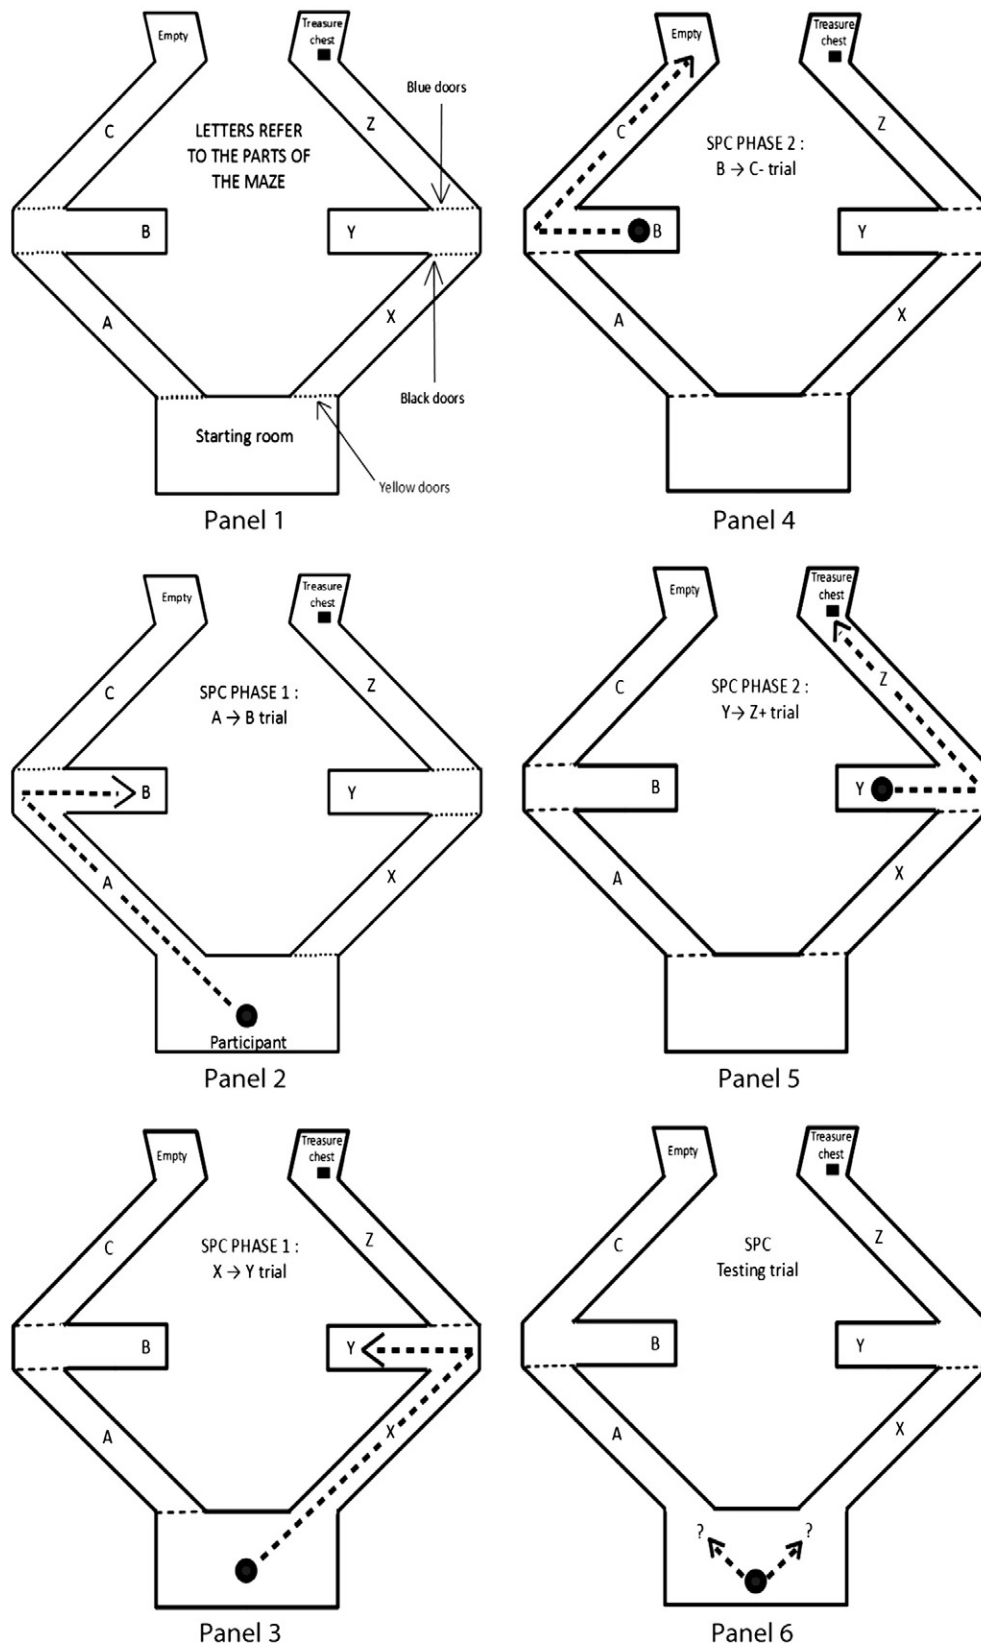 Empty
Treasure
chest
Blue doors
C
Z
LETTERS REFER
TO THE PARTS OF
THE MAZE
B
Y
A
X
Black doors
Starting room
Yellow doors
Panel 1
Empty
Treasure
chest
C
Z
SPC PHASE 2 :
B → C- trial
B
Y
A
X
Panel 4
Empty
Treasure
chest
C
Z
SPC PHASE 1 :
A → B trial
B
Y
A
X
Participant
Panel 2
Empty
Treasure
chest
C
Z
SPC PHASE 2 :
Y → Z+ trial
B
Y
A
X
Panel 5
Empty
Treasure
chest
C
Z
SPC PHASE 1 :
X → Y trial
B
Y
A
X
Panel 3
Empty
Treasure
chest
C
Z
SPC
Testing trial
B
Y
A
X
? ?
Panel 6